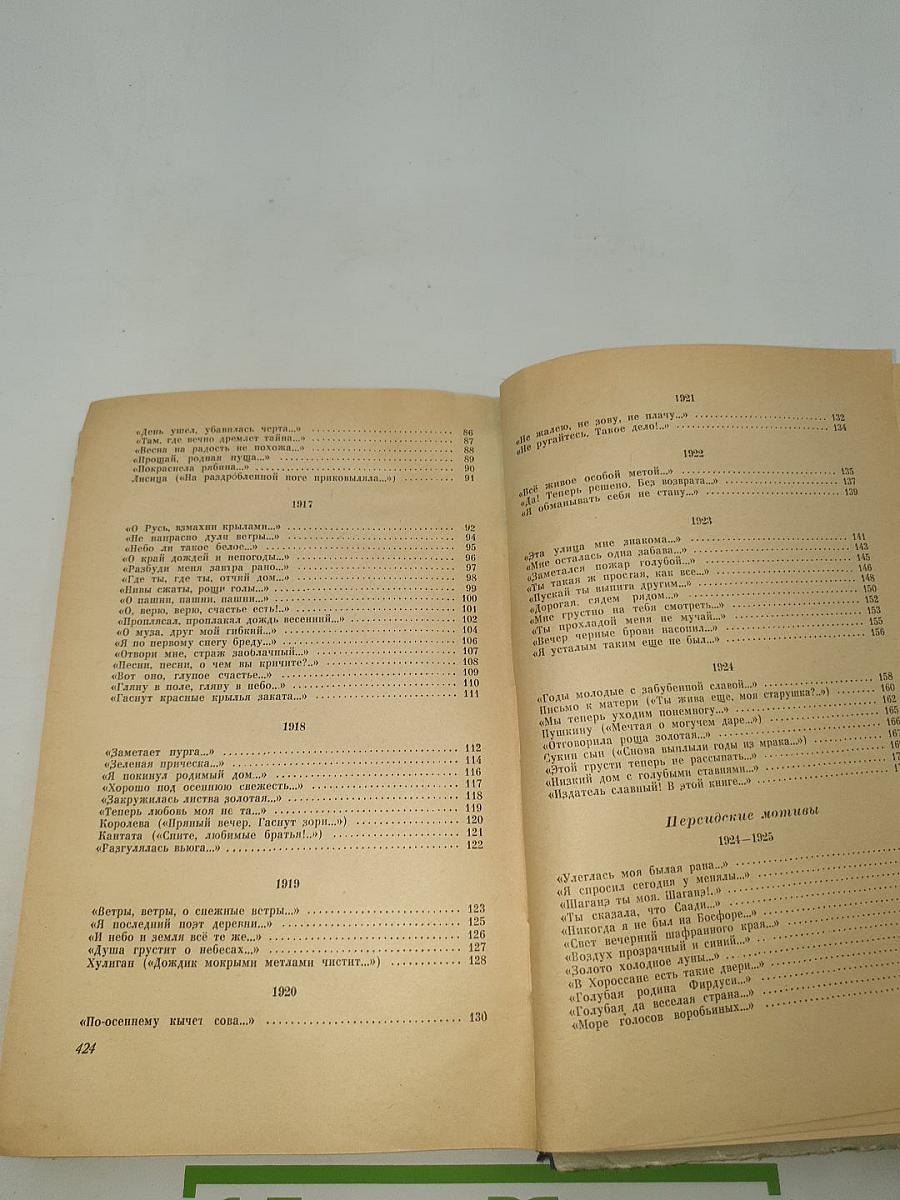 «День ушел, убавилась черта...» 86
«Там, где вечно дремлет тайна...» 87
«Весна на радость не похожа...» 88
«Прощай, родная пуща...» 89
«Покраснела рябина...» 90
Лисица («На раздробленной ноге приковыляла...») 91
1917
«О Русь, взмахни крылами...» 92
«Не напрасно дули ветры...» 94
«Небо ли такое белое...» 95
«О край дождей и непогоды...» 96
«Разбуди меня завтра рано...» 97
«Где ты, где ты, отчий дом...» 98
«Нивы сжаты, рощи голы...» 99
«О пашни, пашни, пашни...» 100
«О, верю, верю, счастье есть!..» 101
«Проплясал, проплакал дождь весенний...» 102
«О муза, друг мой гибкий...» 104
«Я по первому снегу бреду...» 106
«Отвори мне, страж заоблачный...» 107
«Песни, песни, о чем вы кричите?..» 108
«Вот оно, глупое счастье...» 109
«Гляну в поле, гляну в небо...» 110
«Гаснут красные крылья заката...» 111
1918
«Заметает пурга...» 112
«Зеленая прическа...» 114
«Я покинул родимый дом...» 116
«Хорошо под осеннюю свежесть...» 117
«Закружилась листва золотая...» 118
«Теперь любовь моя не та...» 119
Королева («Пряный вечер. Гаснут зори...») 120
Кантата («Спите, любимые братья!..») 121
«Разгулялась вьюга...» 122
1919
«Ветры, ветры, о снежные ветры...» 123
«Я последний поэт деревни...» 125
«И небо и земля всё те же...» 126
«Душа грустит о небесах...» 127
Хулиган («Дождик мокрыми метлами чистит...») 128
1920
«По-осеннему кычет сова...» 130
424
1921
«Не жалею, не зову, не плачу...» 132
«Не ругайтесь. Такое дело!..» 134
1922
«Всё живое особой метой...» 135
«Да! Теперь решено. Без возврата...» 137
«Я обманывать себя не стану...» 139
1923
«Эта улица мне знакома...» 141
«Мне осталась одна забава...» 143
«Заметался пожар голубой...» 145
«Ты такая ж простая, как все...» 146
«Пускай ты выпита другим...» 148
«Дорогая, сядем рядом...» 150
«Мне грустно на тебя смотреть...» 152
«Ты прохладой меня не мучай...» 153
«Вечер черные брови насопил...» 155
«Я усталым таким еще не был...» 156
1924
«Годы молодые с забубенной славой...» 158
Письмо к матери («Ты жива еще, моя старушка?..») 160
«Мы теперь уходим понемногу...» 162
Пушкину («Мечтая о могучем даре...») 165
«Отговорила роща золотая...» 166
Сукин сын («Снова выплыли годы из мрака...»)
«Этой грусти теперь не рассыпать...»
«Низкий дом с голубыми ставнями...»
«Издатель славный! В этой книге...»
Персидские мотивы
1924—1925
«Улеглась моя былая рана...»
«Я спросил сегодня у менялы...»
«Шаганэ ты моя, Шаганэ!..»
«Ты сказала, что Саади...»
«Никогда я не был на Босфоре...»
«Свет вечерний шафранного края...»
«Воздух прозрачный и синий...»
«Золото холодное луны...»
«В Хороссане есть такие двери...»
«Голубая родина Фирдуси...»
«Голубая да веселая страна...»
«Море голосов воробьиных...»